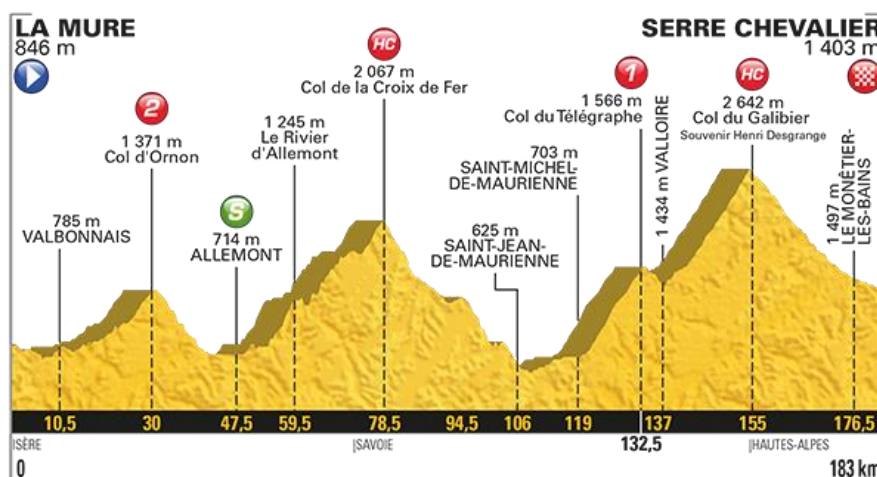 LA MURE
846 m
SERRE CHEVALIER
1 403 m
HC
2 067 m
Col de la Croix de Fer
1
1 566 m
Col du Télégraphe
HC
2 642 m
Col du Galibier
Souvenir Henri Desgrange
2
1 371 m
Col d'Ornon
1 245 m
Le Rivier
d'Allemont
703 m
SAINT-MICHEL-
DE-MAURIENNE
1 434 m VALLOIRE
1 497 m
LE MONÊTIER-
LES-BAINS
785 m
VALBONNAIS
S
714 m
ALLEMONT
625 m
SAINT-JEAN-
DE-MAURIENNE
10,5 30 47,5 59,5 78,5 94,5 106 119 137 155 176,5
ISÈRE |SAVOIE 132,5 |HAUTES-ALPES
0 183 km